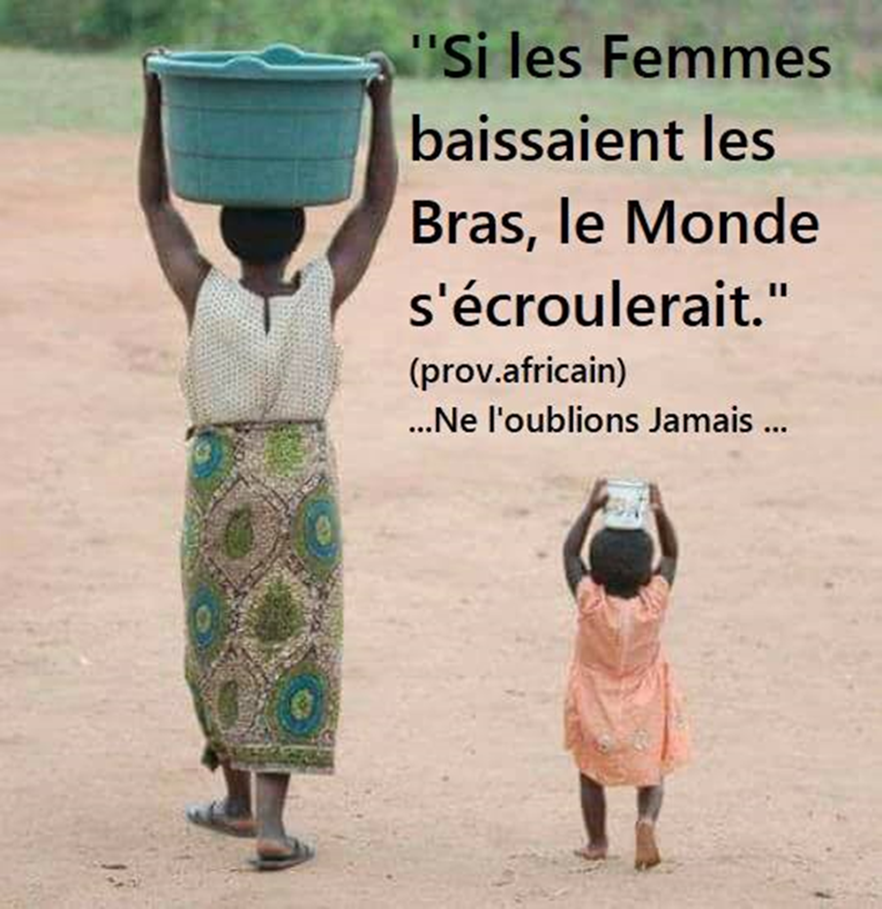 ''Si les Femmes
baissaient les
Bras, le Monde
s'écroulerait."
(prov.africain)
...Ne l'oublions Jamais ...